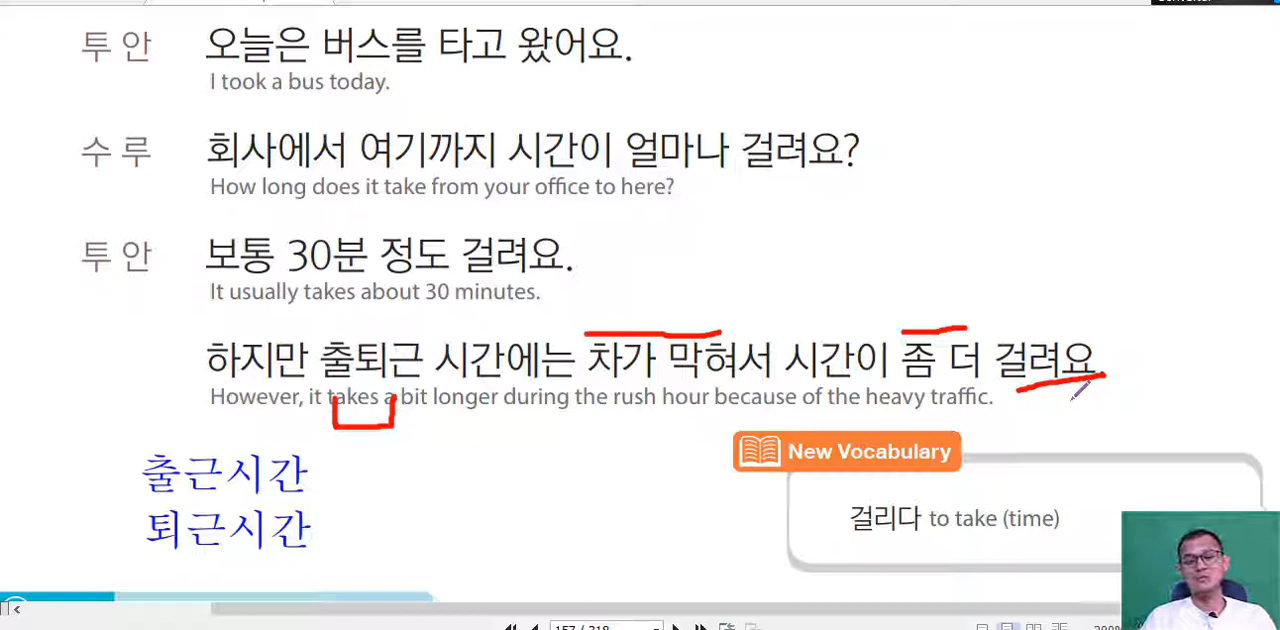 투 안 오늘은 버스를 타고 왔어요.
I took a bus today.
수 루 회사에서 여기까지 시간이 얼마나 걸려요?
How long does it take from your office to here?
투 안 보통 30분 정도 걸려요.
It usually takes about 30 minutes.
하지만 출퇴근 시간에는 차가 막혀서 시간이 좀 더 걸려요.
However, it takes a bit longer during the rush hour because of the heavy traffic.
출근시간
퇴근시간
New Vocabulary
걸리다 to take (time)
157 / 218